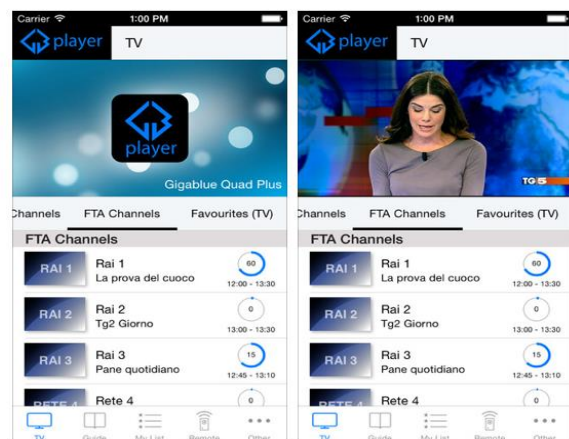 Carrier 1:00 PM
player TV
player
Gigablue Quad Plus
Channels FTA Channels Favourites (TV)
FTA Channels
RAI 1 Rai 1 60
La prova del cuoco 12:00 - 13:30
RAI 2 Rai 2 0
Tg2 Giorno 13:00 - 13:30
RAI 3 Rai 3 15
Pane quotidiano 12:45 - 13:10
RETE 4 Rete 4 0
TV Guide My List Remote Other
Carrier 1:00 PM
player TV
TG5
Channels FTA Channels Favourites (TV)
FTA Channels
RAI 1 Rai 1 60
La prova del cuoco 12:00 - 13:30
RAI 2 Rai 2 0
Tg2 Giorno 13:00 - 13:30
RAI 3 Rai 3 15
Pane quotidiano 12:45 - 13:10
RETE 4 Rete 4 0
TV Guide My List Remote Other